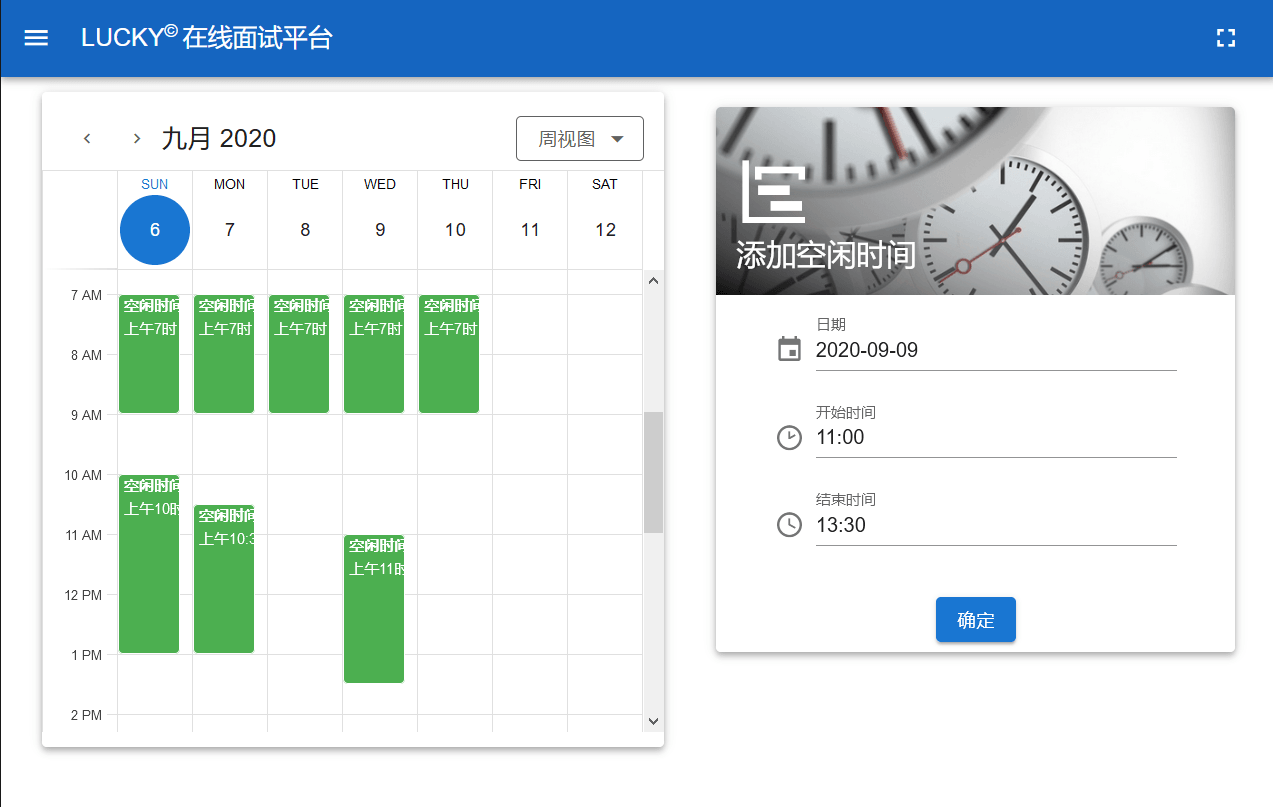 LUCKY© 在线面试平台
九月 2020
周视图
SUN MON TUE WED THU FRI SAT
6 7 8 9 10 11 12
7 AM
空闲时间 空闲时间 空闲时间 空闲时间 空闲时间
上午7时 上午7时 上午7时 上午7时 上午7时
8 AM
9 AM
10 AM
空闲时间
上午10时
空闲时间
上午10:3
11 AM
空闲时间
上午11时
12 PM
1 PM
2 PM
添加空闲时间
日期
2020-09-09
开始时间
11:00
结束时间
13:30
确定